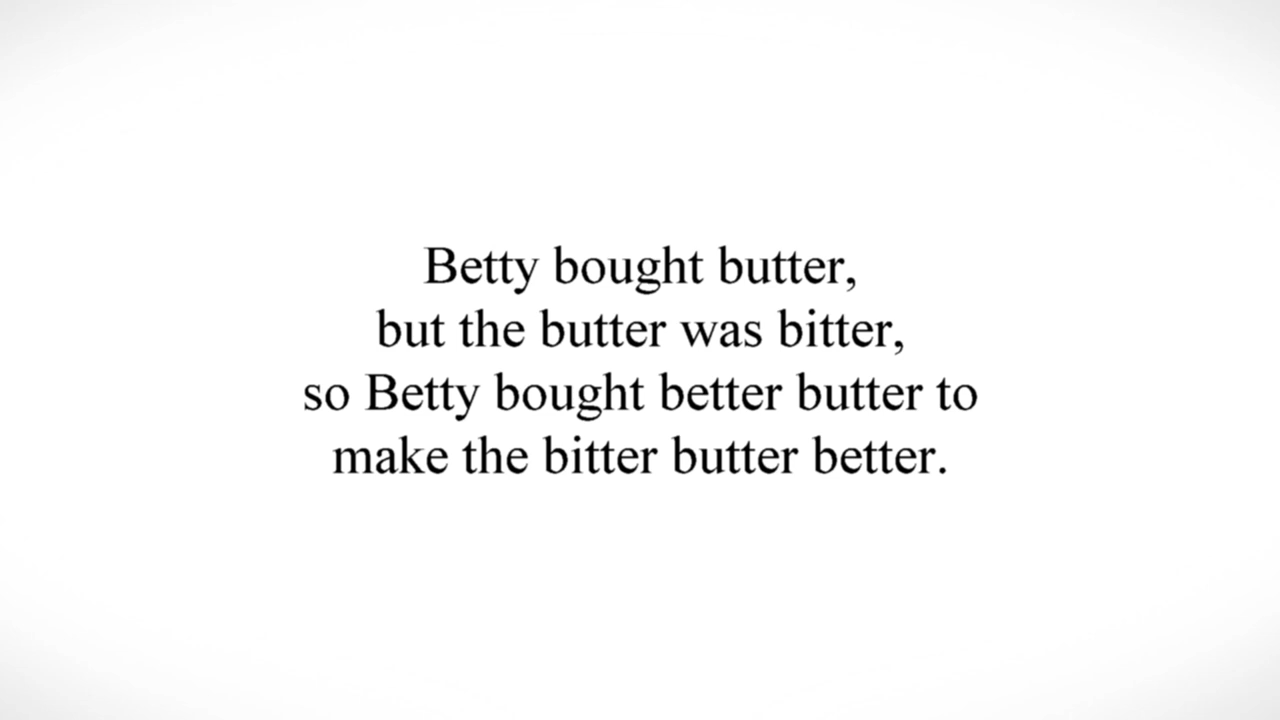 Betty bought butter,
but the butter was bitter,
so Betty bought better butter to
make the bitter butter better.